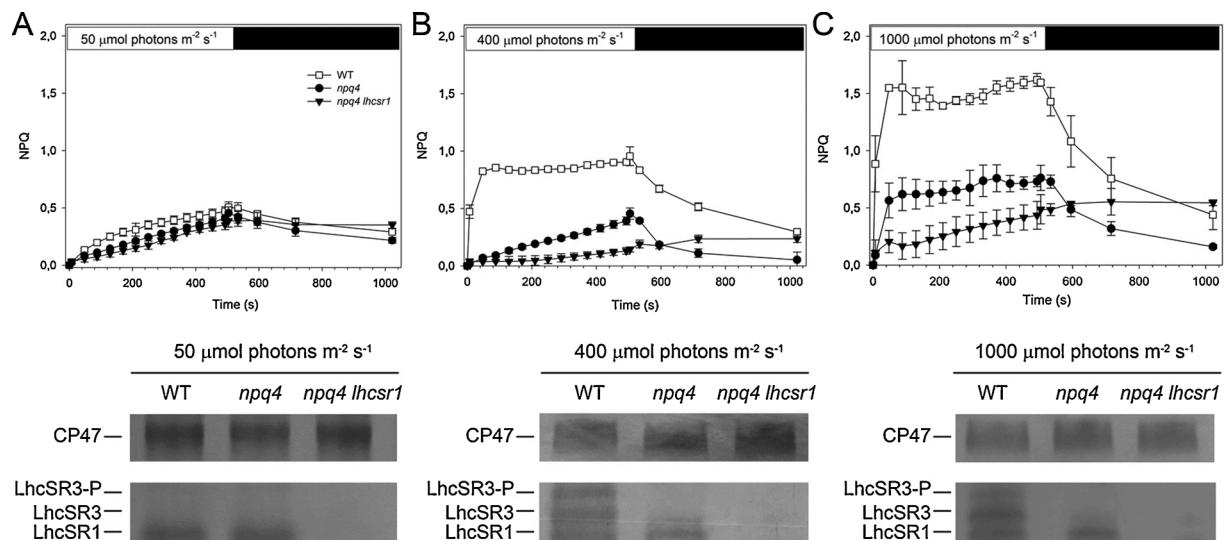 A
50 μmol photons m-2 s-1
2,0
1,5
1,0
0,5
0,0
NPQ
WT
npq4
npq4 lhcsr1
0 200 400 600 800 1000
Time (s)
B
400 μmol photons m-2 s-1
2,0
1,5
1,0
0,5
0,0
NPQ
0 200 400 600 800 1000
Time (s)
C
1000 μmol photons m-2 s-1
2,0
1,5
1,0
0,5
0,0
NPQ
0 200 400 600 800 1000
Time (s)
50 μmol photons m-2 s-1
WT npq4 npq4 lhcsr1
CP47
LhcSR3-P
LhcSR3
LhcSR1
400 μmol photons m-2 s-1
WT npq4 npq4 lhcsr1
CP47
LhcSR3-P
LhcSR3
LhcSR1
1000 μmol photons m-2 s-1
WT npq4 npq4 lhcsr1
CP47
LhcSR3-P
LhcSR3
LhcSR1